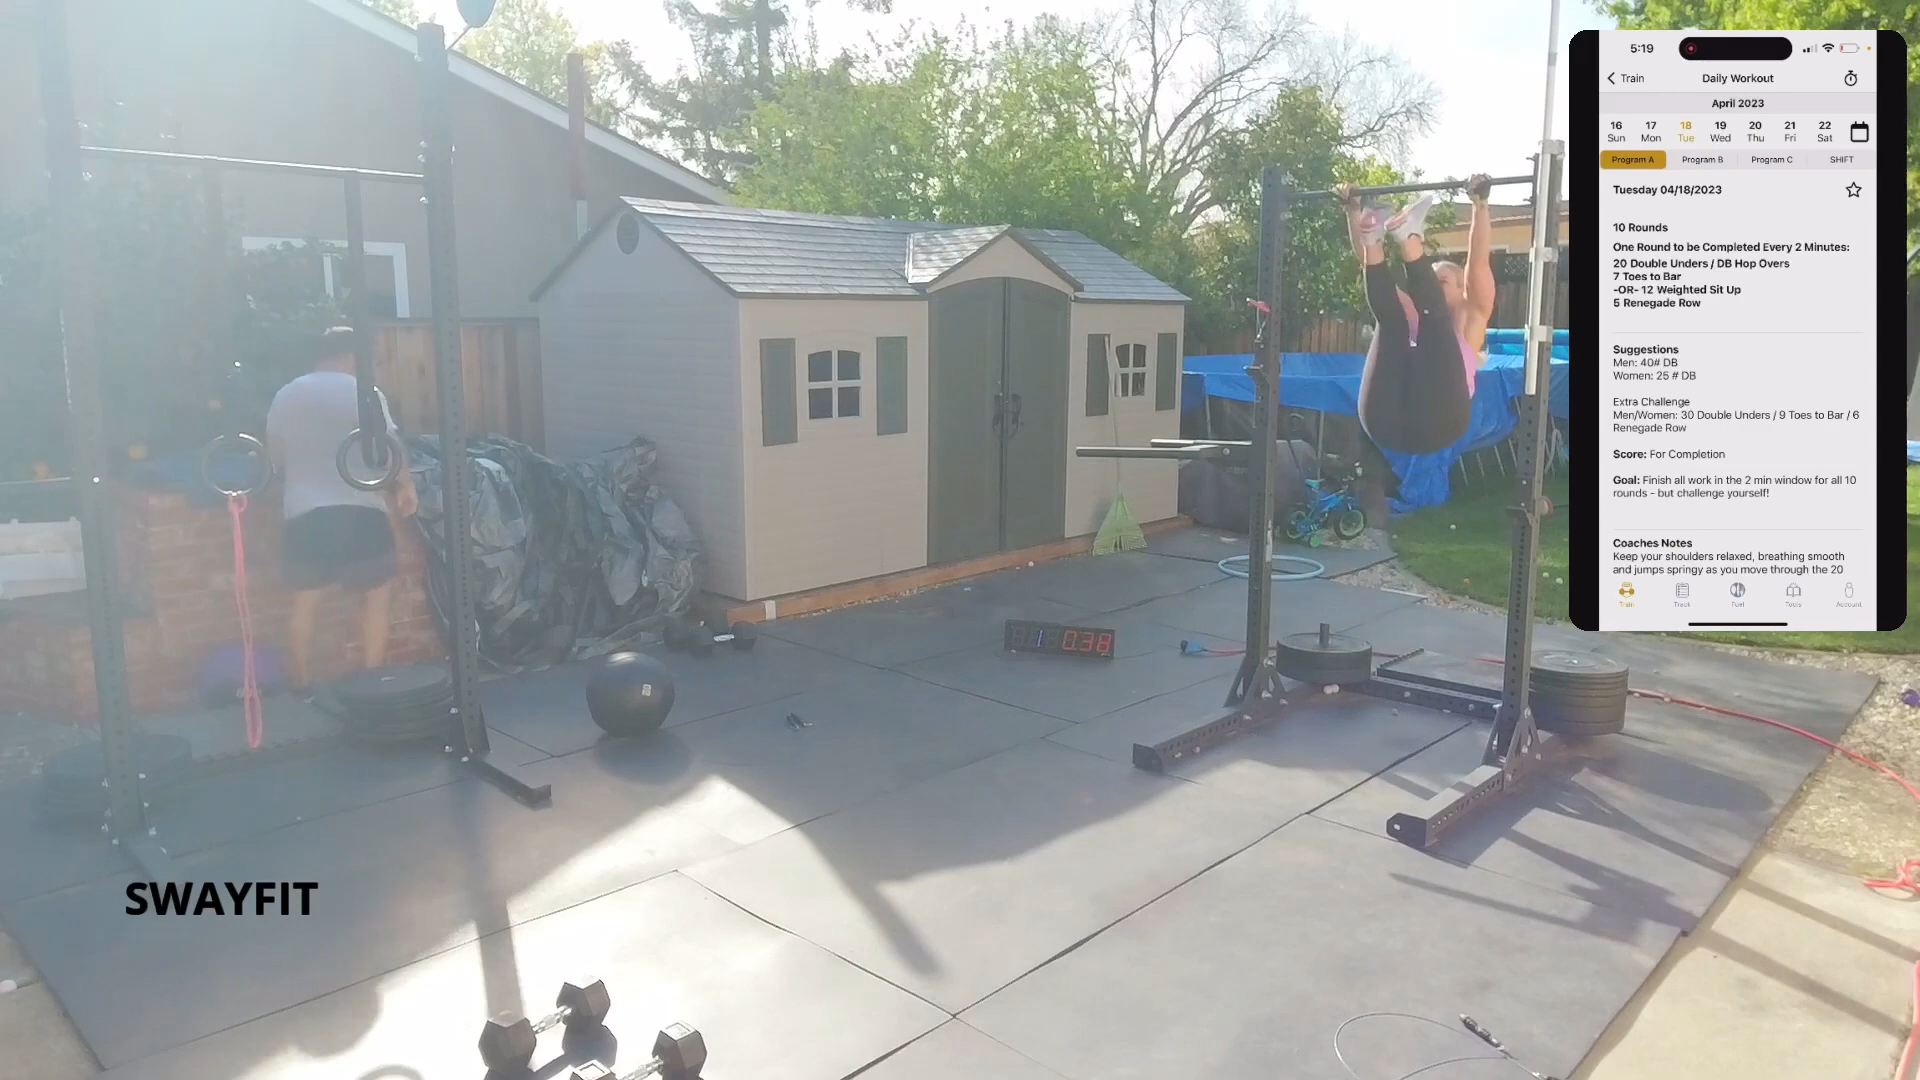 5:19
Train
Daily Workout
April 2023
16 17 18 19 20 21 22
Sun Mon Tue Wed Thu Fri Sat
Program A Program B Program C SHIFT
Tuesday 04/18/2023
10 Rounds
One Round to be Completed Every 2 Minutes:
20 Double Unders / DB Hop Overs
7 Toes to Bar
-OR- 12 Weighted Sit Up
5 Renegade Row
Suggestions
Men: 40# DB
Women: 25 # DB
Extra Challenge
Men/Women: 30 Double Unders / 9 Toes to Bar / 6
Renegade Row
Score: For Completion
Goal: Finish all work in the 2 min window for all 10
rounds - but challenge yourself!
Coaches Notes
Keep your shoulders relaxed, breathing smooth
and jumps springy as you move through the 20
Train Track Fuel Tools Account
1 0:38
SWAYFIT